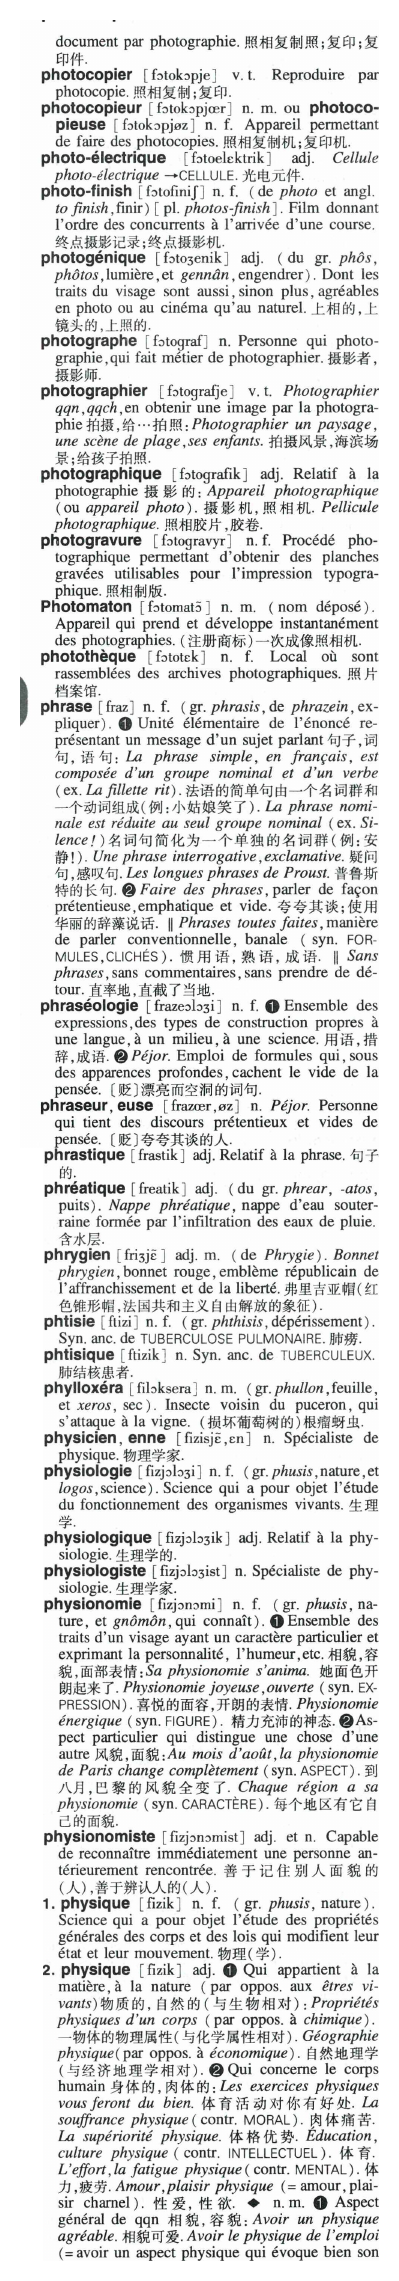 document par photographie. 照相复制照;复印;复
印件.
photocopier [fɔtokɔpje] v. t. Reproduire par
photocopie. 照相复制;复印.
photocopieur [fɔtokɔpjœr] n. m. ou photoco-
pieuse [fɔtokɔpjøz] n. f. Appareil permettant
de faire des photocopies. 照相复制机;复印机.
photo-électrique [fɔtoelɛktrik] adj. Cellule
photo-électrique →CELLULE. 光电元件.
photo-finish [fɔtofiniʃ] n. f. (de photo et angl.
to finish,finir) [pl. photos-finish]. Film donnant
l'ordre des concurrents à l'arrivée d'une course.
终点摄影记录;终点摄影机.
photogénique [fɔtoʒenik] adj. (du gr. phôs,
phôtos,lumière,et gennân,engendrer). Dont les
traits du visage sont aussi,sinon plus,agréables
en photo ou au cinéma qu'au naturel. 上相的,上
镜头的,上照的.
photographe [fɔtoɡraf] n. Personne qui photo-
graphie,qui fait métier de photographier. 摄影者,
摄影师.
photographier [fɔtoɡrafje] v. t. Photographier
qqn,qqch,en obtenir une image par la photogra-
phie 拍摄,给…拍照: Photographier un paysage,
une scène de plage,ses enfants. 拍摄风景,海滨场
景;给孩子拍照.
photographique [fɔtoɡrafik] adj. Relatif à la
photographie 摄影的: Appareil photographique
(ou appareil photo). 摄影机,照相机. Pellicule
photographique. 照相胶片,胶卷.
photogravure [fɔtoɡravyr] n. f. Procédé pho-
tographique permettant d'obtenir des planches
gravées utilisables pour l'impression typogra-
phique. 照相制版.
Photomaton [fɔtomatɔ̃] n. m. (nom déposé).
Appareil qui prend et développe instantanément
des photographies. (注册商标)一次成像照相机.
photothèque [fɔtotɛk] n. f. Local où sont
rassemblées des archives photographiques. 照片
档案馆.
phrase [fraz] n. f. (gr. phrasis,de phrazein,ex-
pliquer). ❶ Unité élémentaire de l'énoncé re-
présentant un message d'un sujet parlant 句子,词
句,语句: La phrase simple, en français, est
composée d'un groupe nominal et d'un verbe
(ex. La fillette rit). 法语的简单句由一个名词群和
一个动词组成(例:小姑娘笑了). La phrase nomi-
nale est réduite au seul groupe nominal (ex. Si-
lence!)名词句简化为一个单独的名词群(例:安
静!). Une phrase interrogative,exclamative. 疑问
句,感叹句. Les longues phrases de Proust. 普鲁斯
特的长句. ❷ Faire des phrases,parler de façon
prétentieuse,emphatique et vide. 夸夸其谈;使用
华丽的辞藻说话. ‖ Phrases toutes faites,manière
de parler conventionnelle, banale (syn. FOR-
MULES,CLICHÉS). 惯用语,熟语,成语. ‖ Sans
phrases,sans commentaires,sans prendre de dé-
tour. 直率地,直截了当地.
phraséologie [frazeɔlɔʒi] n. f. ❶ Ensemble des
expressions,des types de construction propres à
une langue,à un milieu,à une science. 用语,措
辞,成语. ❷ Péjor. Emploi de formules qui,sous
des apparences profondes,cachent le vide de la
pensée. 〔贬〕漂亮而空洞的词句.
phraseur, euse [frazœr,øz] n. Péjor. Personne
qui tient des discours prétentieux et vides de
pensée. 〔贬〕夸夸其谈的人.
phrastique [frastik] adj. Relatif à la phrase. 句子
的.
phréatique [freatik] adj. (du gr. phrear, -atos,
puits). Nappe phréatique, nappe d'eau souter-
raine formée par l'infiltration des eaux de pluie.
含水层.
phrygien [friʒjɛ̃] adj. m. (de Phrygie). Bonnet
phrygien,bonnet rouge,emblème républicain de
l'affranchissement et de la liberté. 弗里吉亚帽(红
色锥形帽,法国共和主义自由解放的象征).
phtisie [ftizi] n. f. (gr. phthisis,dépérissement).
Syn. anc. de TUBERCULOSE PULMONAIRE. 肺痨.
phtisique [ftizik] n. Syn. anc. de TUBERCULEUX.
肺结核患者.
phylloxéra [filɔksera] n. m. (gr. phullon,feuille,
et xeros, sec). Insecte voisin du puceron, qui
s'attaque à la vigne. (损坏葡萄树的)根瘤蚜虫.
physicien, enne [fizisjɛ̃,ɛn] n. Spécialiste de
physique. 物理学家.
physiologie [fizjɔlɔʒi] n. f. (gr. phusis,nature,et
logos,science). Science qui a pour objet l'étude
du fonctionnement des organismes vivants. 生理
学.
physiologique [fizjɔlɔʒik] adj. Relatif à la phy-
siologie. 生理学的.
physiologiste [fizjɔlɔʒist] n. Spécialiste de phy-
siologie. 生理学家.
physionomie [fizjɔnɔmi] n. f. (gr. phusis, na-
ture, et gnômôn, qui connaît). ❶ Ensemble des
traits d'un visage ayant un caractère particulier et
exprimant la personnalité, l'humeur,etc. 相貌,容
貌,面部表情:Sa physionomie s'anima. 她面色开
朗起来了. Physionomie joyeuse,ouverte (syn. EX-
PRESSION). 喜悦的面容,开朗的表情. Physionomie
énergique (syn. FIGURE). 精力充沛的神态. ❷As-
pect particulier qui distingue une chose d'une
autre 风貌,面貌:Au mois d'août,la physionomie
de Paris change complètement (syn. ASPECT). 到
八月,巴黎的风貌全变了. Chaque région a sa
physionomie (syn. CARACTÈRE). 每个地区有它自
己的面貌.
physionomiste [fizjɔnɔmist] adj. et n. Capable
de reconnaître immédiatement une personne an-
térieurement rencontrée. 善于记住别人面貌的
(人),善于辨认人的(人).
1. physique [fizik] n. f. (gr. phusis, nature).
Science qui a pour objet l'étude des propriétés
générales des corps et des lois qui modifient leur
état et leur mouvement. 物理(学).
2. physique [fizik] adj. ❶ Qui appartient à la
matière,à la nature (par oppos. aux êtres vi-
vants)物质的,自然的(与生物相对): Propriétés
physiques d'un corps (par oppos. à chimique).
一物体的物理属性(与化学属性相对). Géographie
physique(par oppos. à économique). 自然地理学
(与经济地理学相对). ❷ Qui concerne le corps
humain 身体的,肉体的: Les exercices physiques
vous feront du bien. 体育活动对你有好处. La
souffrance physique (contr. MORAL). 肉体痛苦.
La supériorité physique. 体格优势. Éducation,
culture physique (contr. INTELLECTUEL). 体育.
L'effort,la fatigue physique (contr. MENTAL). 体
力,疲劳. Amour,plaisir physique (= amour,plai-
sir charnel). 性爱,性欲. ◆ n. m. ❶ Aspect
général de qqn 相貌,容貌: Avoir un physique
agréable. 相貌可爱. Avoir le physique de l'emploi
(= avoir un aspect physique qui évoque bien son